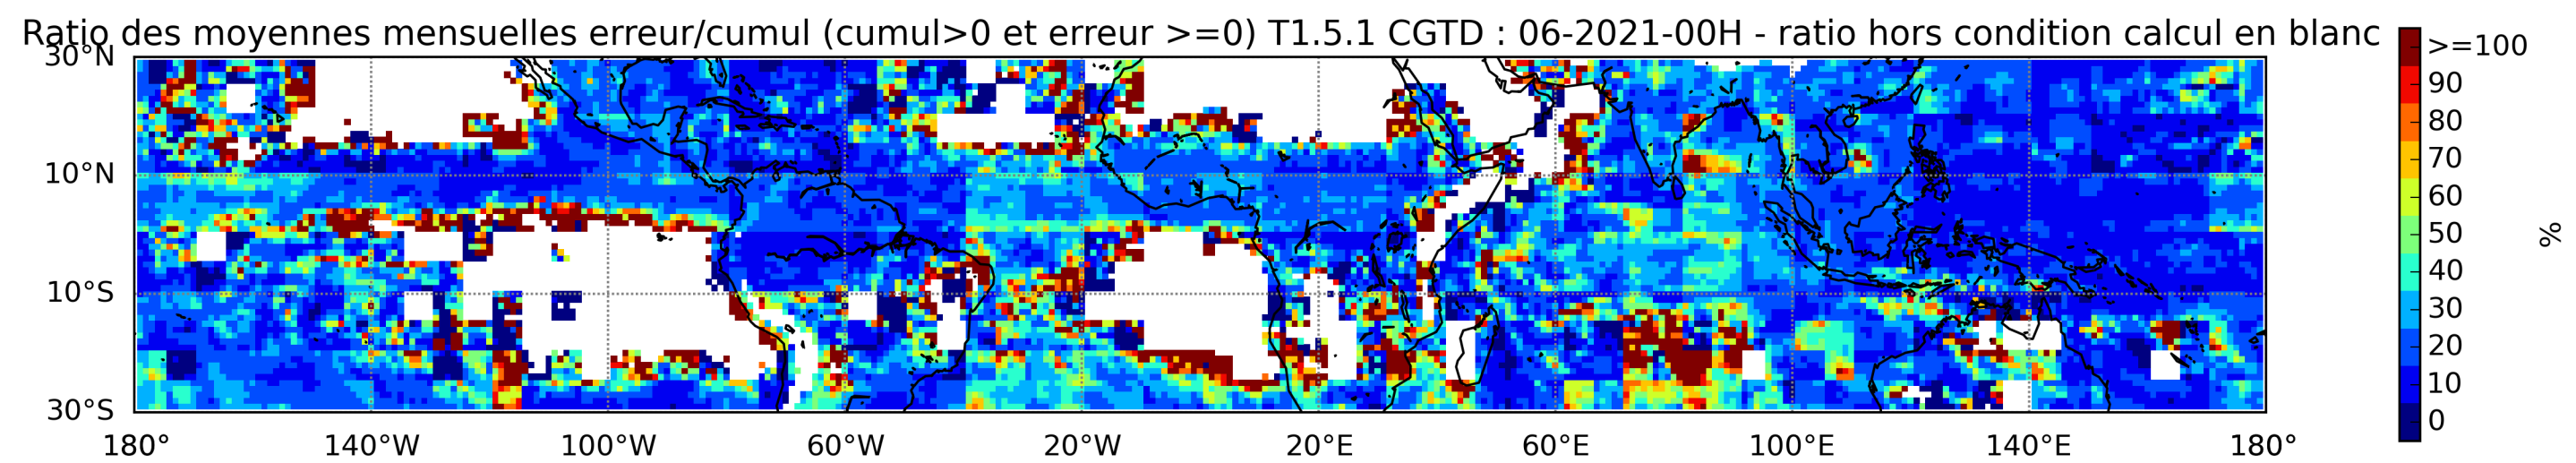 Ratio des moyennes mensuelles erreur/cumul (cumul>0 et erreur >=0) T1.5.1 CGTD : 06-2021-00H - ratio hors condition calcul en blanc
30°N
10°N
10°S
30°S
180° 140°W 100°W 60°W 20°W 20°E 60°E 100°E 140°E 180°
>=100
90
80
70
60
50
40
30
20
10
0
%